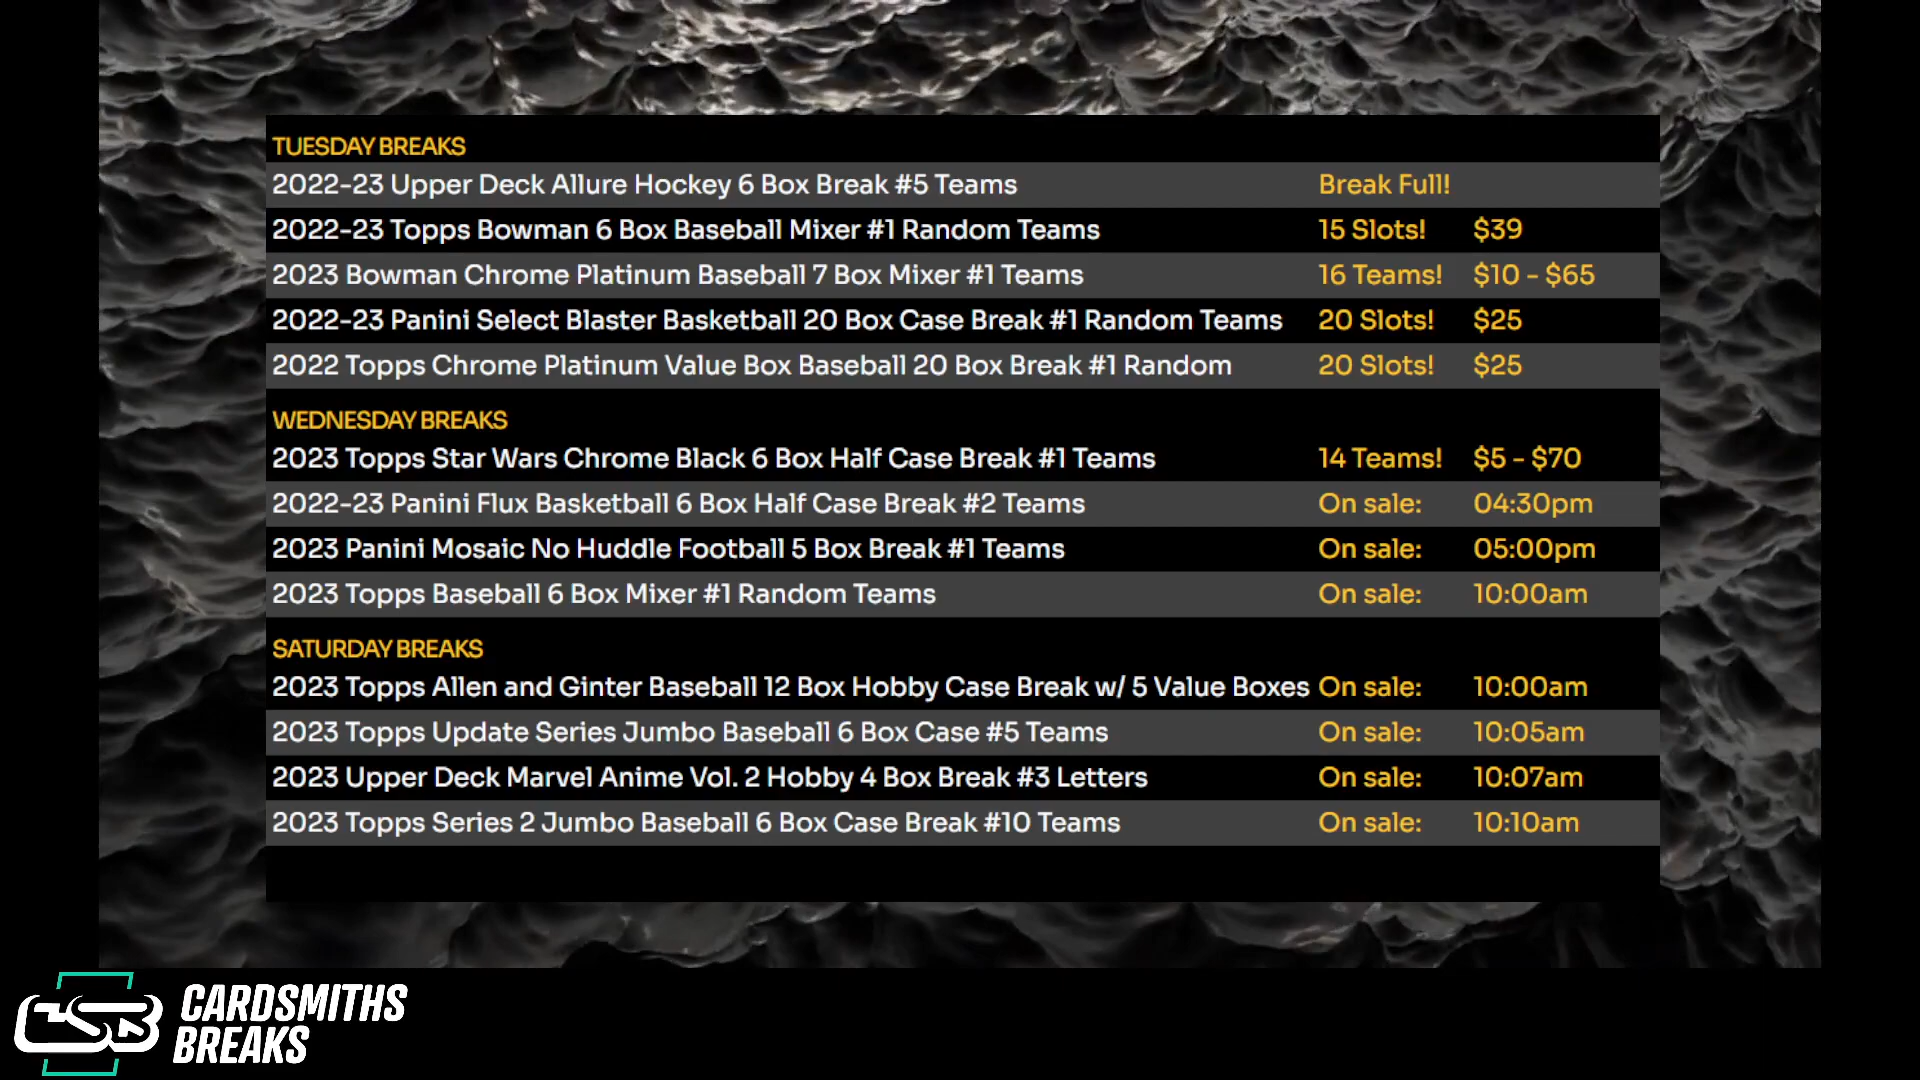 TUESDAY BREAKS
2022-23 Upper Deck Allure Hockey 6 Box Break #5 Teams Break Full!
2022-23 Topps Bowman 6 Box Baseball Mixer #1 Random Teams 15 Slots! $39
2023 Bowman Chrome Platinum Baseball 7 Box Mixer #1 Teams 16 Teams! $10 - $65
2022-23 Panini Select Blaster Basketball 20 Box Case Break #1 Random Teams 20 Slots! $25
2022 Topps Chrome Platinum Value Box Baseball 20 Box Break #1 Random 20 Slots! $25
WEDNESDAY BREAKS
2023 Topps Star Wars Chrome Black 6 Box Half Case Break #1 Teams 14 Teams! $5 - $70
2022-23 Panini Flux Basketball 6 Box Half Case Break #2 Teams On sale: 04:30pm
2023 Panini Mosaic No Huddle Football 5 Box Break #1 Teams On sale: 05:00pm
2023 Topps Baseball 6 Box Mixer #1 Random Teams On sale: 10:00am
SATURDAY BREAKS
2023 Topps Allen and Ginter Baseball 12 Box Hobby Case Break w/ 5 Value Boxes On sale: 10:00am
2023 Topps Update Series Jumbo Baseball 6 Box Case #5 Teams On sale: 10:05am
2023 Upper Deck Marvel Anime Vol. 2 Hobby 4 Box Break #3 Letters On sale: 10:07am
2023 Topps Series 2 Jumbo Baseball 6 Box Case Break #10 Teams On sale: 10:10am
CSB CARDSMITHS
BREAKS